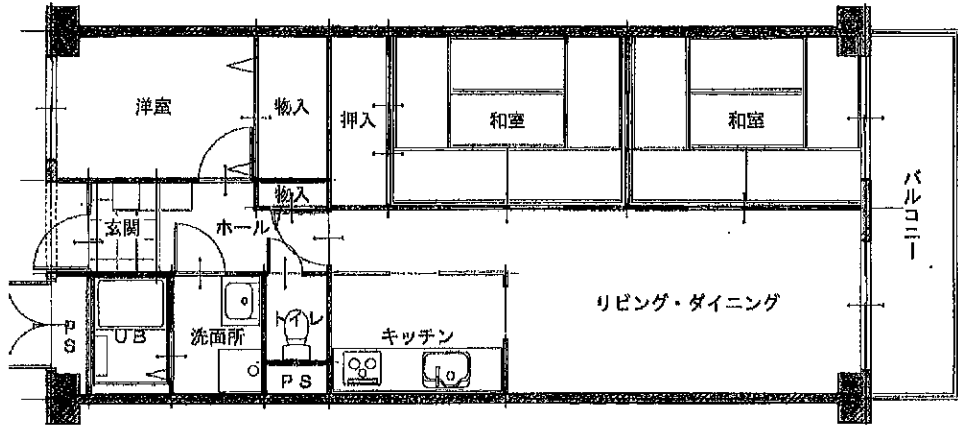 洋室
物入
押入
和室
和室
バルコニー
物入
玄関
ホール
リビング・ダイニング
PS
UB
洗面所
トイレ
キッチン
PS